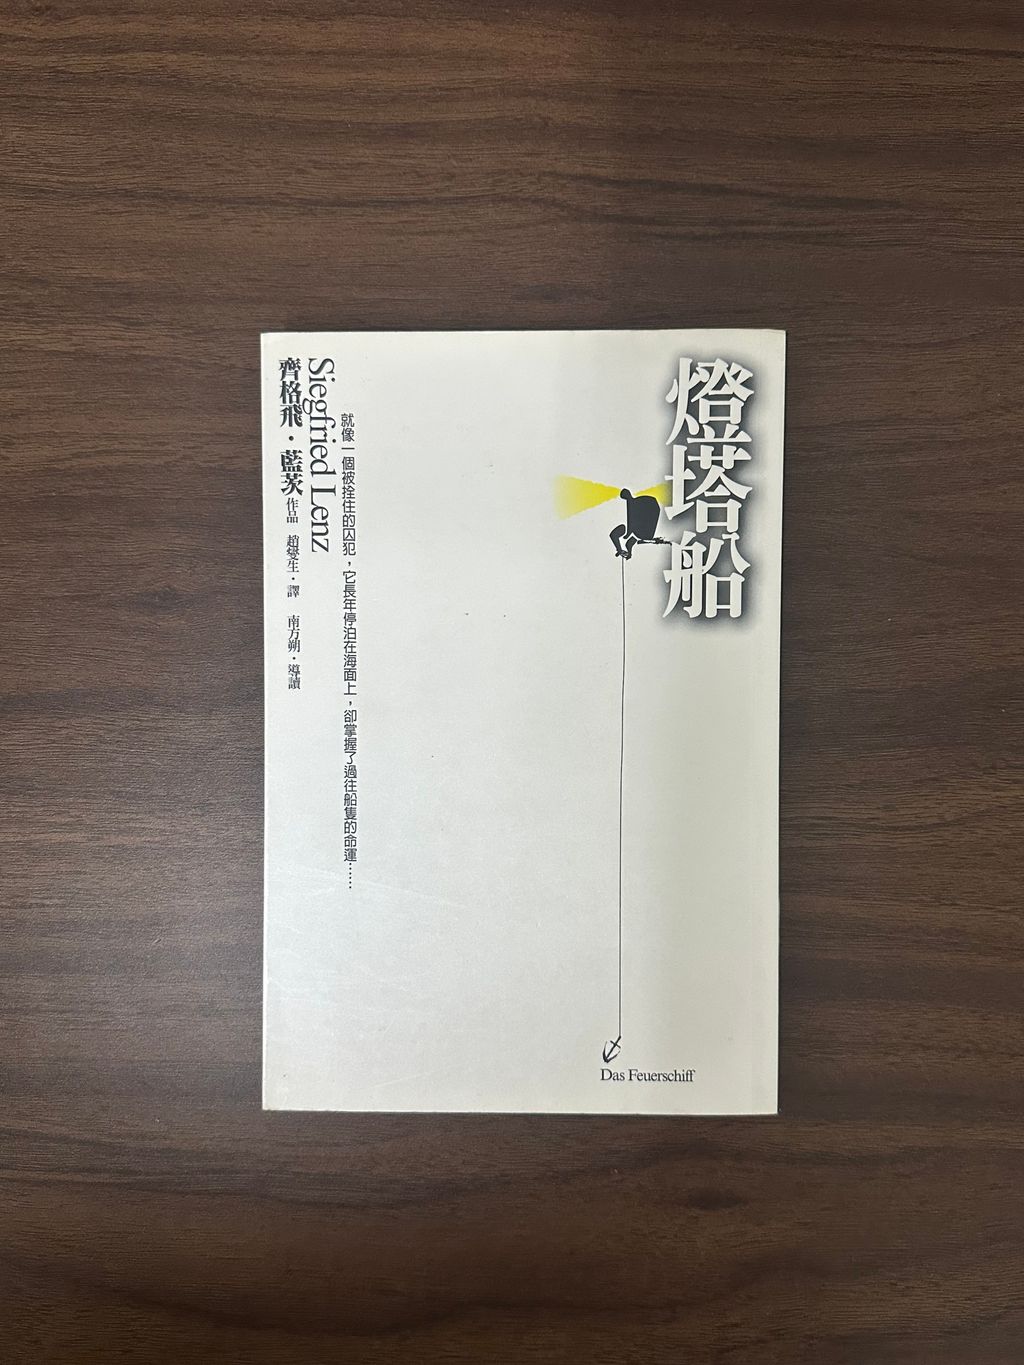 燈塔船
就像一個被拴住的囚犯，它長年停泊在海面上，卻掌握了過往船隻的命運……
Siegfried Lenz
齊格飛・藍茨作品 趙燮生・譯 南方朔・導讀
Das Feuerschiff